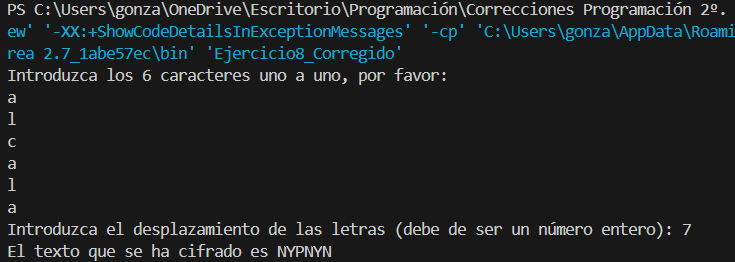 PS C:\Users\gonza\OneDrive\Escritorio\Programación\Correcciones Programación 2º.
ew' '-XX:+ShowCodeDetailsInExceptionMessages' '-cp' 'C:\Users\gonza\AppData\Roami
rea 2.7_1abe57ec\bin' 'Ejercicio8_Corregido'
Introduzca los 6 caracteres uno a uno, por favor:
a
l
c
a
l
a
Introduzca el desplazamiento de las letras (debe de ser un número entero): 7
El texto que se ha cifrado es NYPNYN